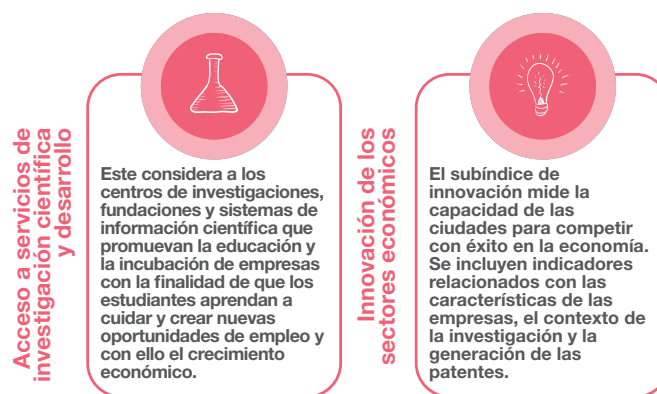 Acceso a servicios de
investigación científica
y desarrollo
Este considera a los
centros de investigaciones,
fundaciones y sistemas de
información científica que
promuevan la educación y
la incubación de empresas
con la finalidad de que los
estudiantes aprendan a
cuidar y crear nuevas
oportunidades de empleo y
con ello el crecimiento
económico.
Innovación de los
sectores económicos
El subíndice de
innovación mide la
capacidad de las
ciudades para competir
con éxito en la economía.
Se incluyen indicadores
relacionados con las
características de las
empresas, el contexto de
la investigación y la
generación de las
patentes.